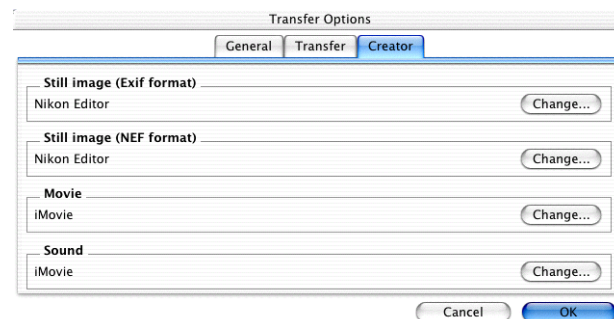 Transfer Options
General Transfer Creator
Still image (Exif format)
Nikon Editor Change...
Still image (NEF format)
Nikon Editor Change...
Movie
iMovie Change...
Sound
iMovie Change...
Cancel OK